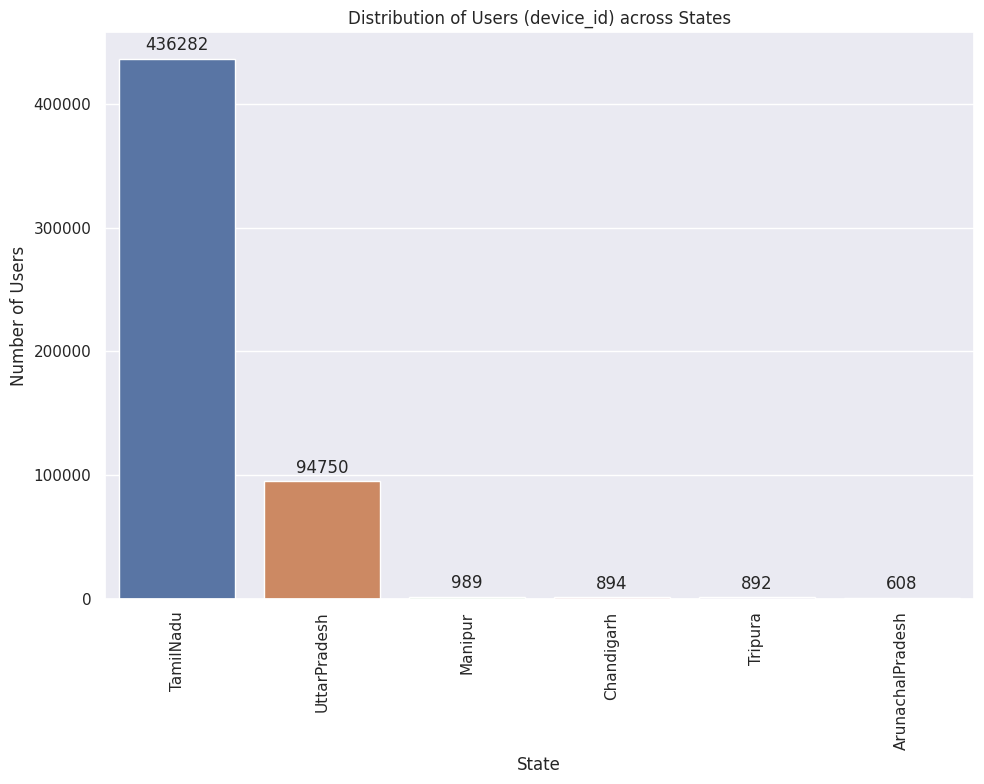 Distribution of Users (device_id) across States
436282
400000
300000
Number of Users
200000
100000
94750
989
894
892
608
0
TamilNadu
UttarPradesh
Manipur
Chandigarh
Tripura
ArunachalPradesh
State